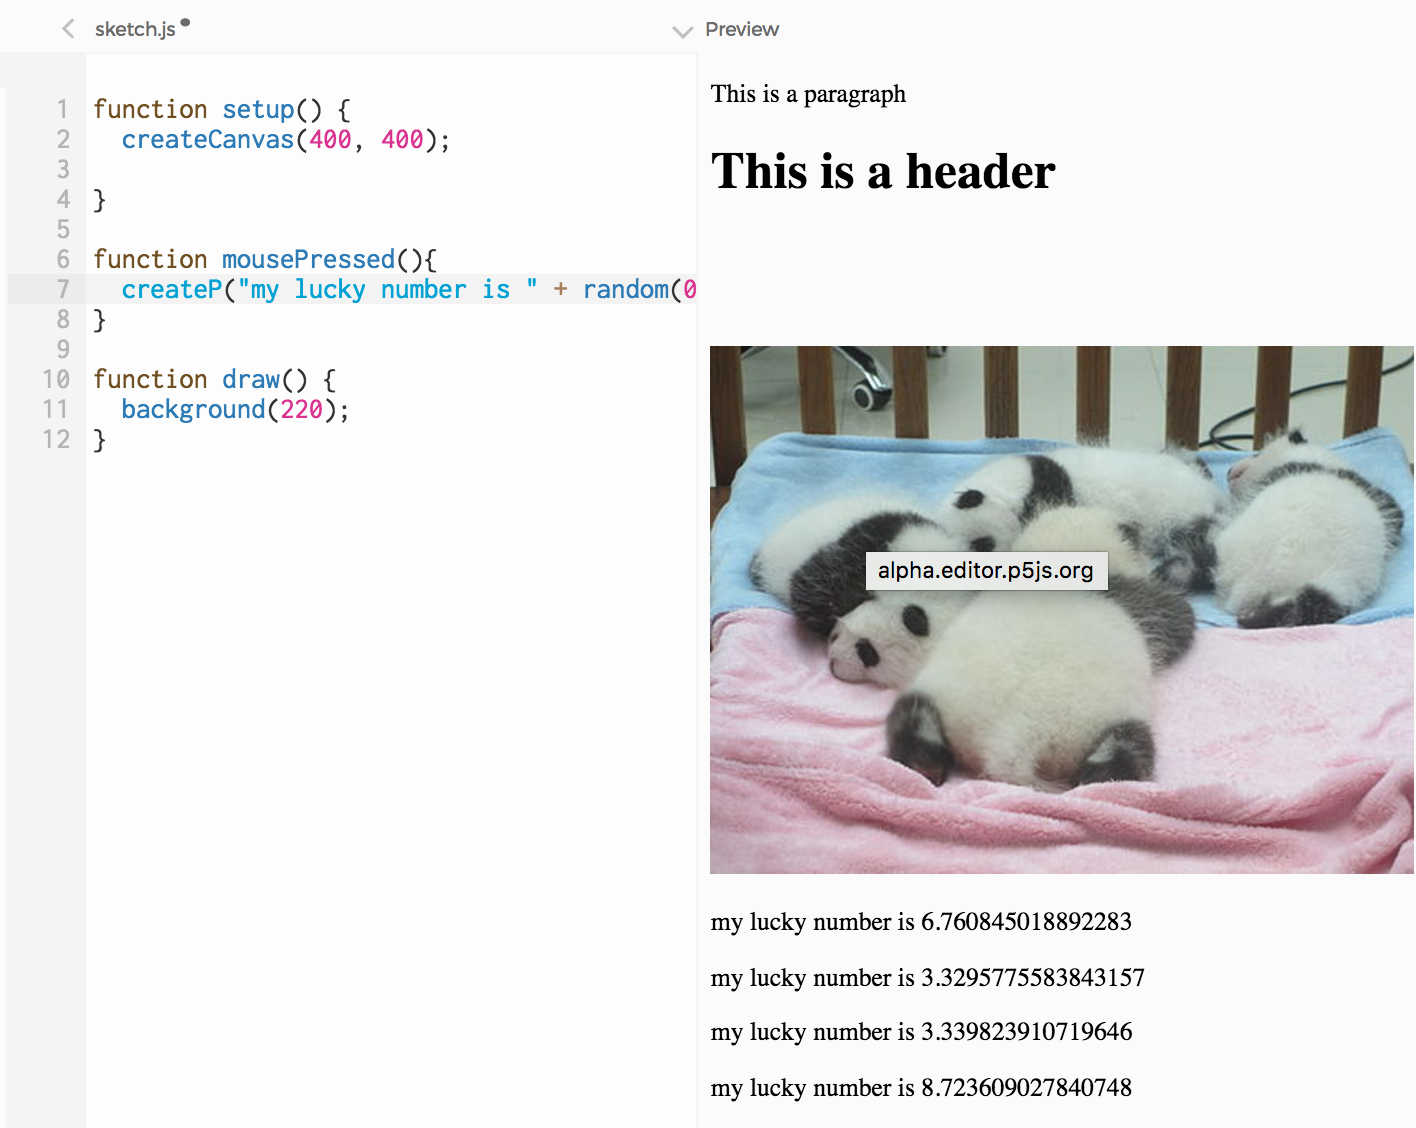 sketch.js
Preview
1 function setup() {
2   createCanvas(400, 400);
3
4 }
5
6 function mousePressed(){
7   createP("my lucky number is " + random(0
8 }
9
10 function draw() {
11   background(220);
12 }
This is a paragraph
This is a header
alpha.editor.p5js.org
my lucky number is 6.760845018892283
my lucky number is 3.3295775583843157
my lucky number is 3.339823910719646
my lucky number is 8.723609027840748